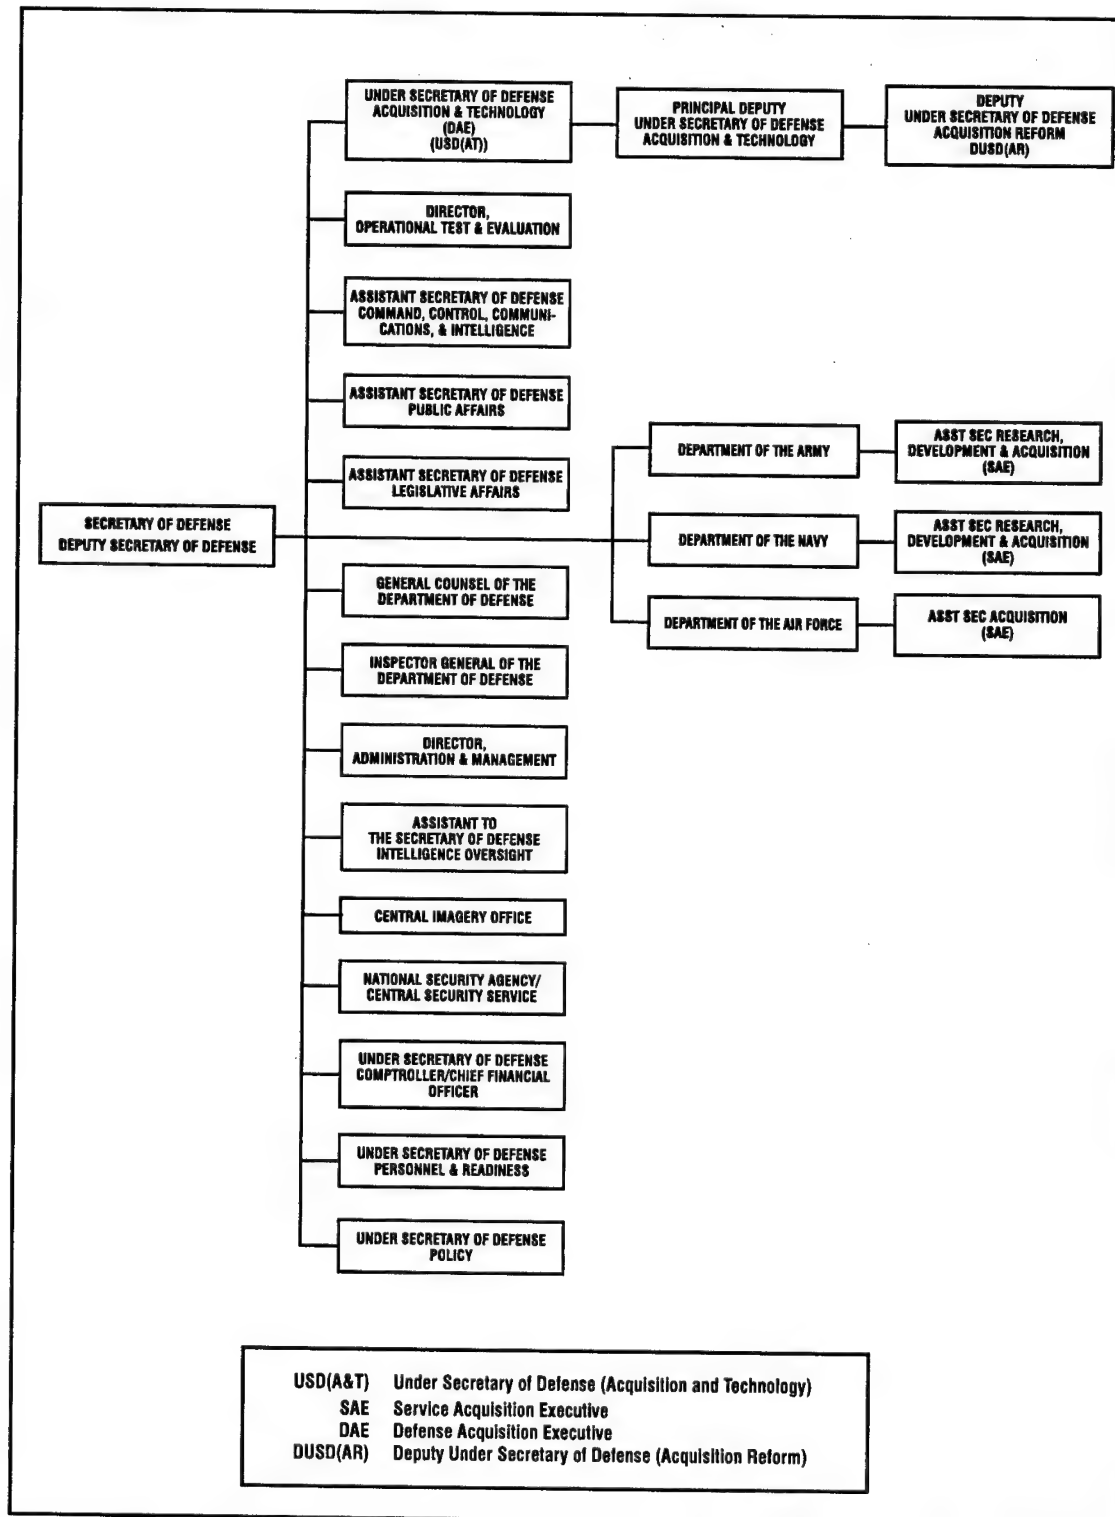 UNDER SECRETARY OF DEFENSE
ACQUISITION & TECHNOLOGY
(DAE)
(USD(AT))
PRINCIPAL DEPUTY
UNDER SECRETARY OF DEFENSE
ACQUISITION & TECHNOLOGY
DEPUTY
UNDER SECRETARY OF DEFENSE
ACQUISITION REFORM
DUSD(AR)
DIRECTOR,
OPERATIONAL TEST & EVALUATION
ASSISTANT SECRETARY OF DEFENSE
COMMAND, CONTROL, COMMUNI-
CATIONS, & INTELLIGENCE
ASSISTANT SECRETARY OF DEFENSE
PUBLIC AFFAIRS
ASSISTANT SECRETARY OF DEFENSE
LEGISLATIVE AFFAIRS
DEPARTMENT OF THE ARMY
ASST SEC RESEARCH,
DEVELOPMENT & ACQUISITION
(SAE)
SECRETARY OF DEFENSE
DEPUTY SECRETARY OF DEFENSE
DEPARTMENT OF THE NAVY
ASST SEC RESEARCH,
DEVELOPMENT & ACQUISITION
(SAE)
GENERAL COUNSEL OF THE
DEPARTMENT OF DEFENSE
DEPARTMENT OF THE AIR FORCE
ASST SEC ACQUISITION
(SAE)
INSPECTOR GENERAL OF THE
DEPARTMENT OF DEFENSE
DIRECTOR,
ADMINISTRATION & MANAGEMENT
ASSISTANT TO
THE SECRETARY OF DEFENSE
INTELLIGENCE OVERSIGHT
CENTRAL IMAGERY OFFICE
NATIONAL SECURITY AGENCY/
CENTRAL SECURITY SERVICE
UNDER SECRETARY OF DEFENSE
COMPTROLLER/CHIEF FINANCIAL
OFFICER
UNDER SECRETARY OF DEFENSE
PERSONNEL & READINESS
UNDER SECRETARY OF DEFENSE
POLICY
USD(A&T) Under Secretary of Defense (Acquisition and Technology)
SAE Service Acquisition Executive
DAE Defense Acquisition Executive
DUSD(AR) Deputy Under Secretary of Defense (Acquisition Reform)